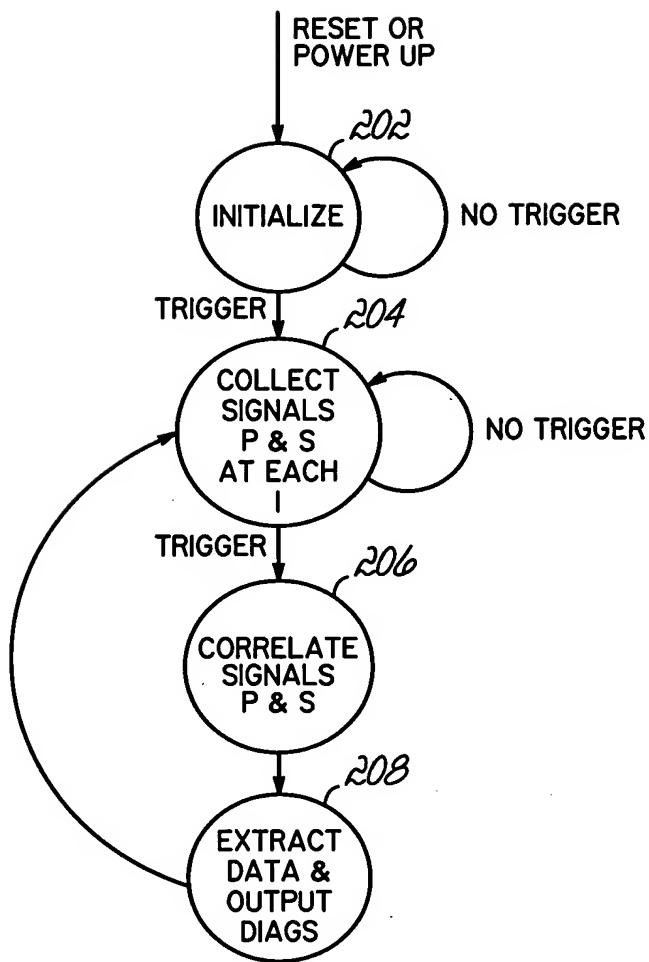 RESET OR
POWER UP
202
INITIALIZE
NO TRIGGER
TRIGGER
204
COLLECT
SIGNALS
P & S
AT EACH
I
NO TRIGGER
TRIGGER
206
CORRELATE
SIGNALS
P & S
208
EXTRACT
DATA &
OUTPUT
DIAGS